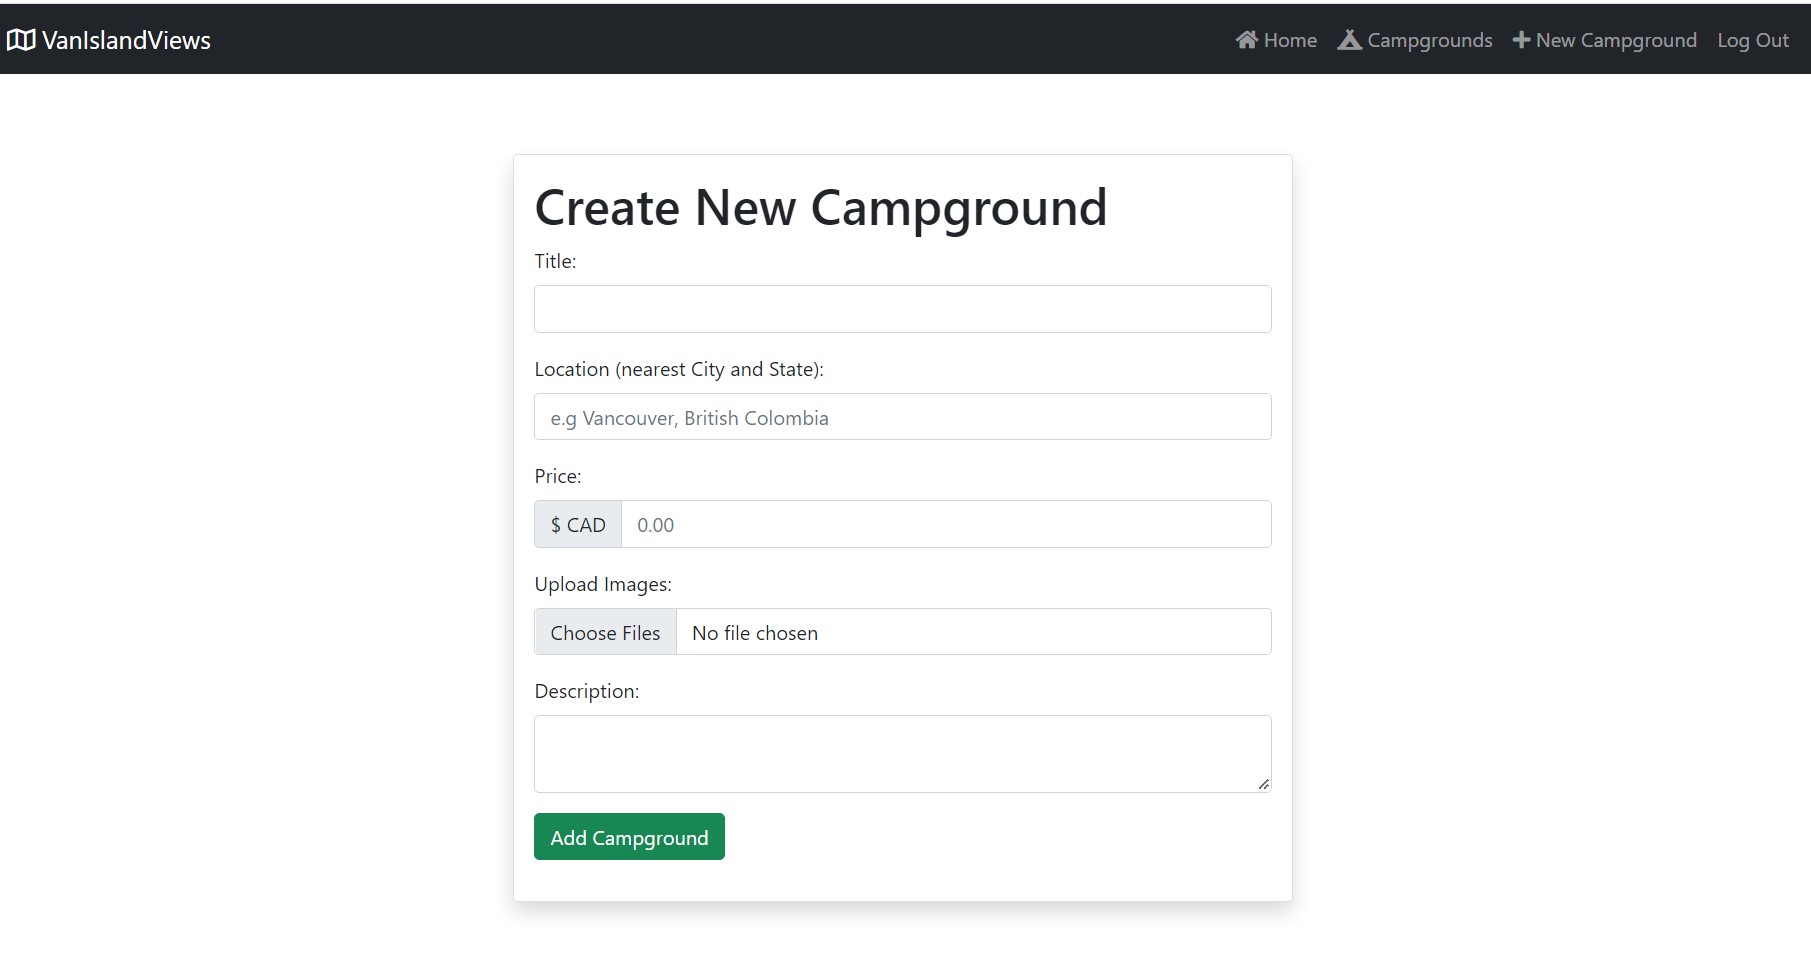 VanIslandViews
Home Campgrounds New Campground Log Out
Create New Campground
Title:
Location (nearest City and State):
e.g Vancouver, British Colombia
Price:
$ CAD 0.00
Upload Images:
Choose Files No file chosen
Description:
Add Campground